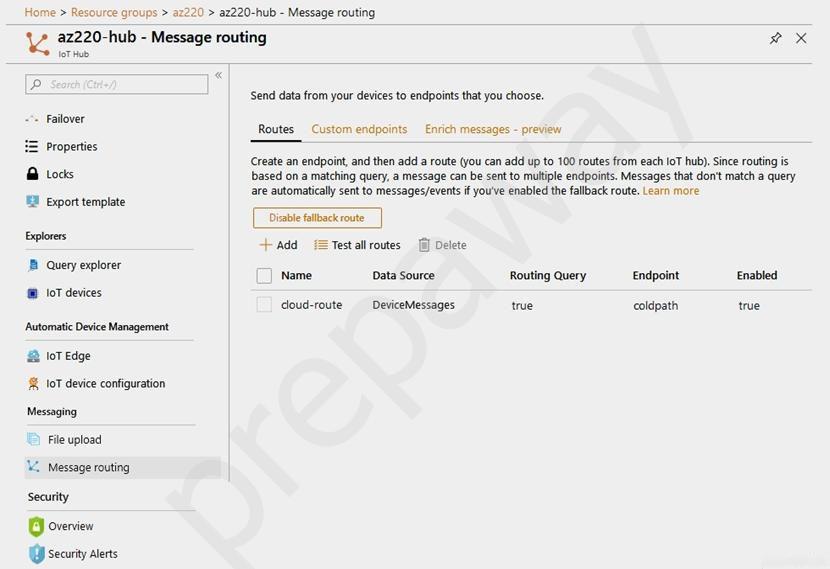 Home > Resource groups > az220 > az220-hub - Message routing
az220-hub - Message routing
IoT Hub
Search (Ctrl+/)
Failover
Properties
Locks
Export template
Explorers
Query explorer
IoT devices
Automatic Device Management
IoT Edge
IoT device configuration
Messaging
File upload
Message routing
Security
Overview
Security Alerts
Send data from your devices to endpoints that you choose.
Routes Custom endpoints Enrich messages - preview
Create an endpoint, and then add a route (you can add up to 100 routes from each IoT hub). Since routing is
based on a matching query, a message can be sent to multiple endpoints. Messages that don't match a query
are automatically sent to messages/events if you've enabled the fallback route. Learn more
Disable fallback route
Add Test all routes Delete
Name Data Source Routing Query Endpoint Enabled
cloud-route DeviceMessages true coldpath true
prepaway